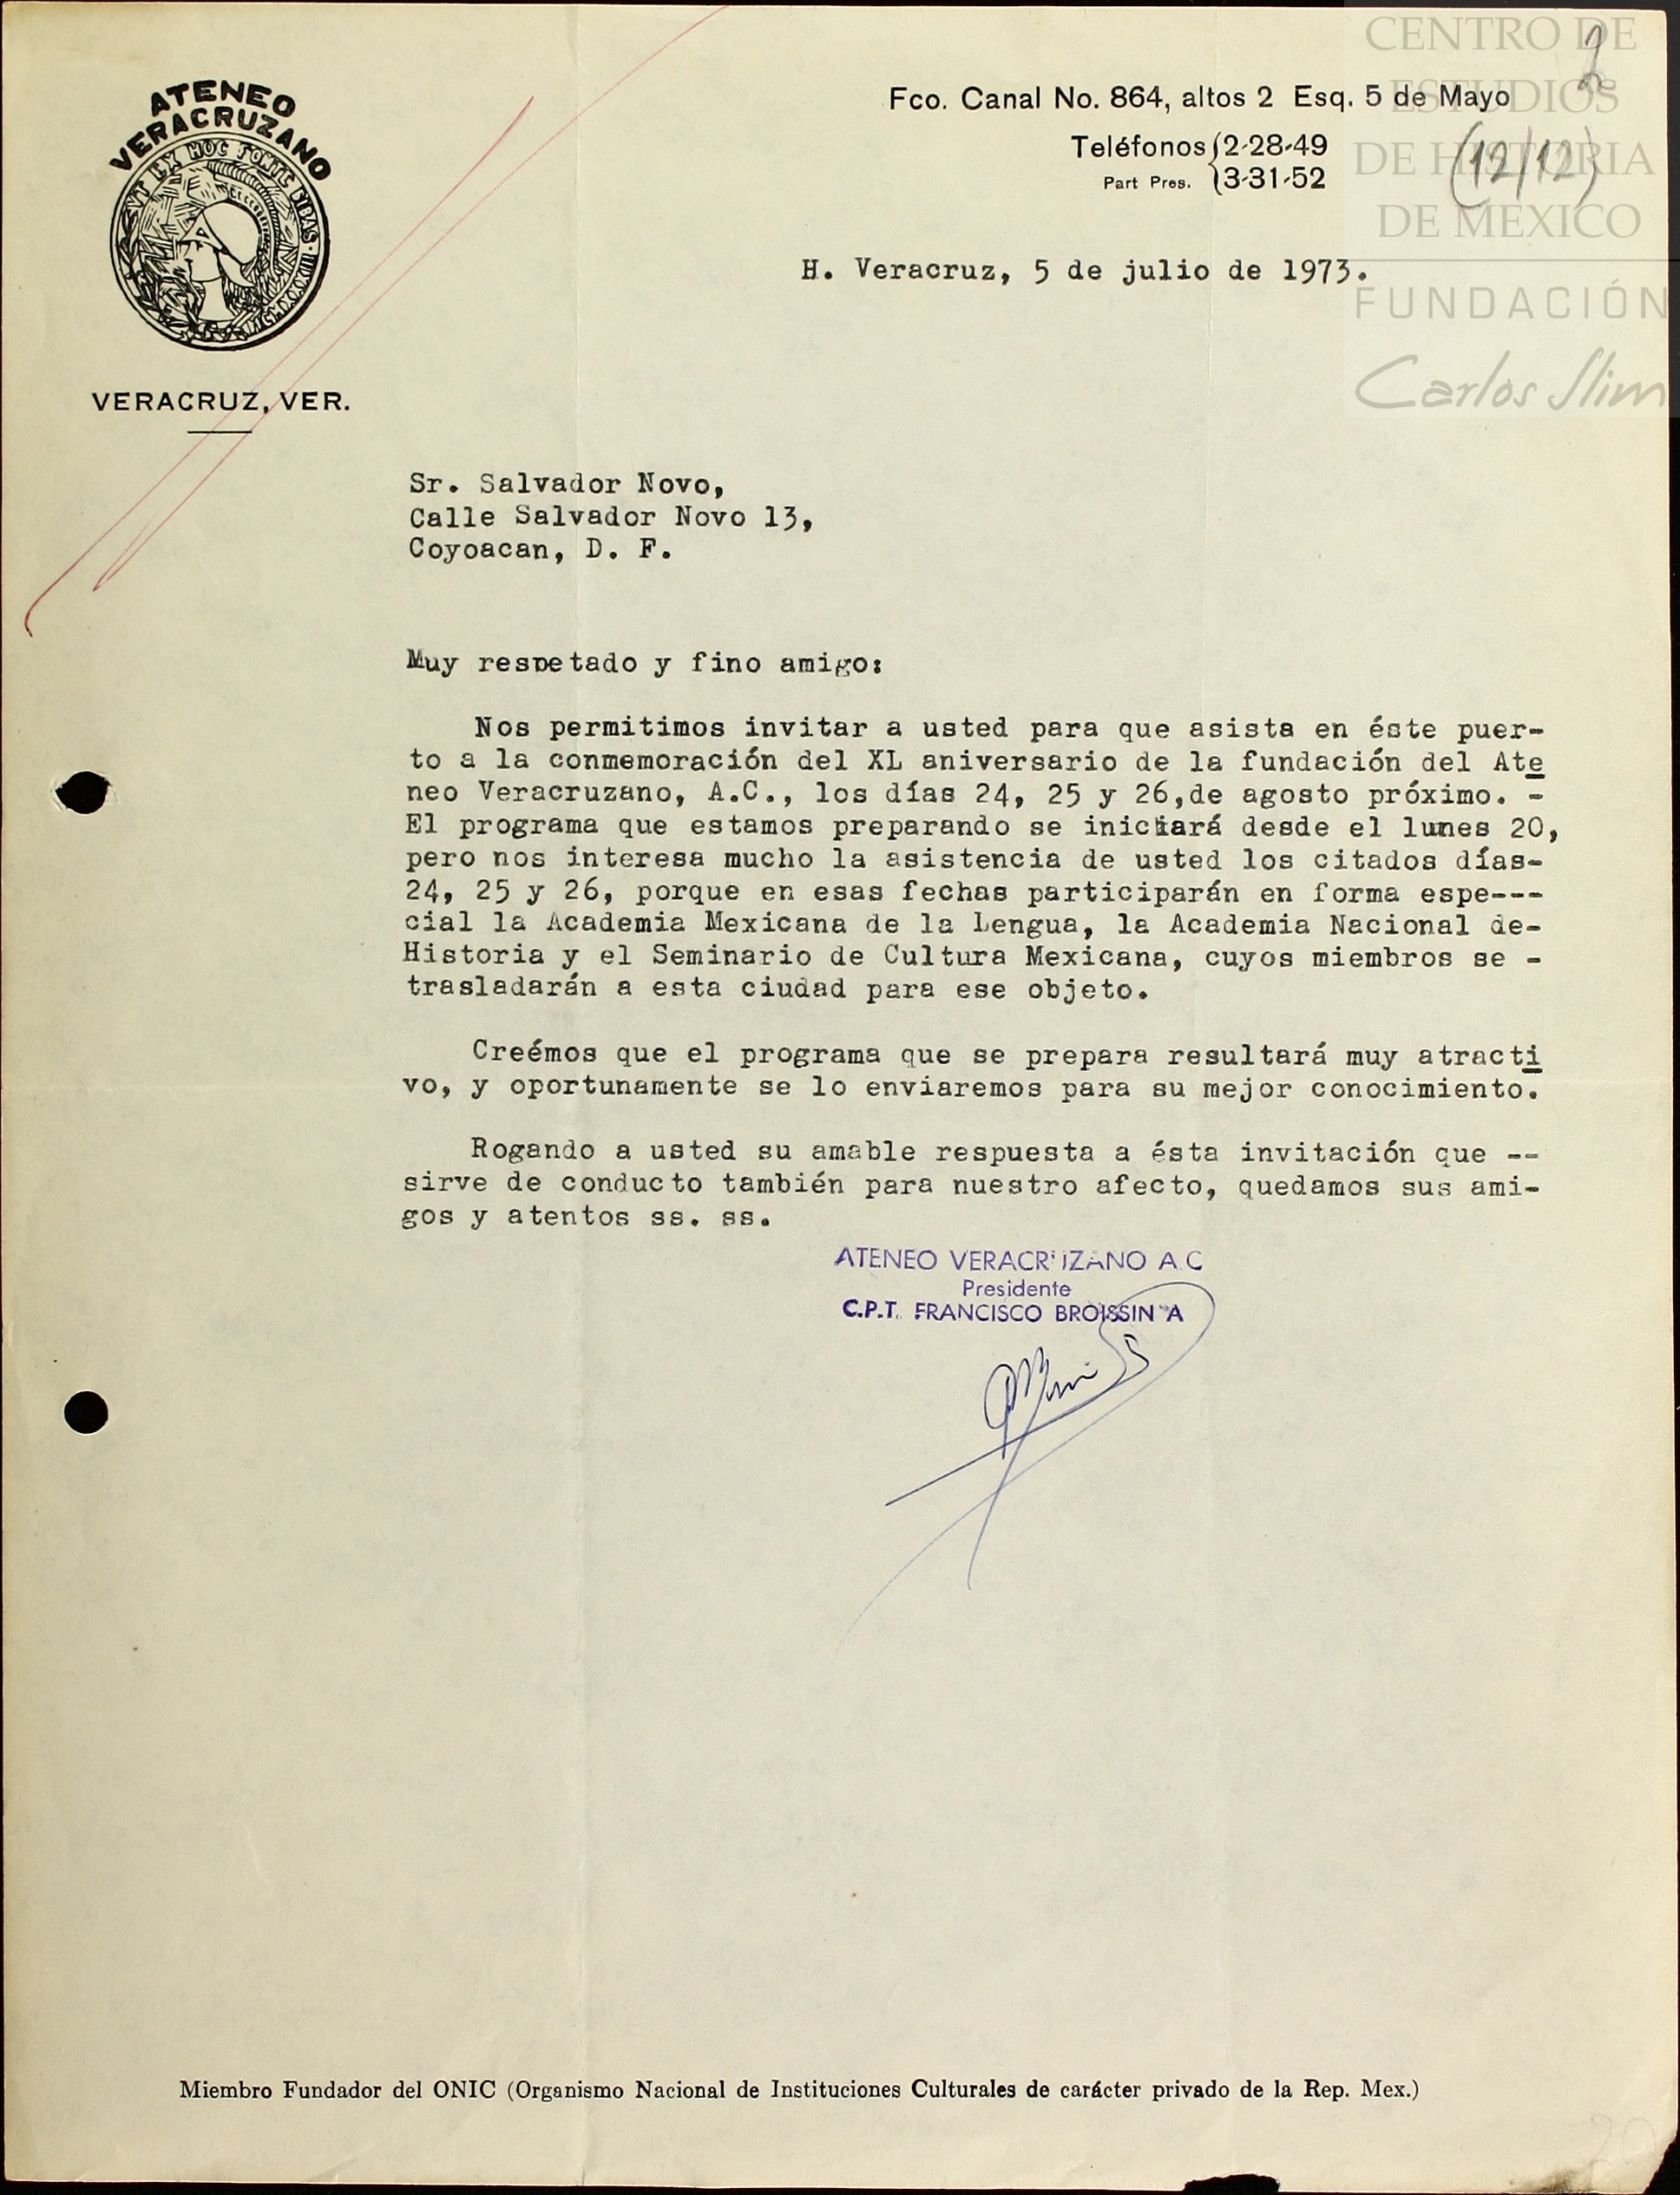 CENTRO DE
ESTUDIOS
DE HISTORIA
DE MÉXICO
FUNDACIÓN
Carlos Slim
2
(12/12)
ATENEO
VERACRUZANO
VT EX HOC FONTE BIBAS
VERACRUZ, VER.
Fco. Canal No. 864, altos 2 Esq. 5 de Mayo
Teléfonos 2-28-49
Part Pres. 3-31-52
H. Veracruz, 5 de julio de 1973.
Sr. Salvador Novo,
Calle Salvador Novo 13,
Coyoacan, D. F.
Muy respetado y fino amigo:
Nos permitimos invitar a usted para que asista en éste puer-
to a la conmemoración del XL aniversario de la fundación del Ate
neo Veracruzano, A.C., los días 24, 25 y 26,de agosto próximo. -
El programa que estamos preparando se iniciará desde el lunes 20,
pero nos interesa mucho la asistencia de usted los citados días-
24, 25 y 26, porque en esas fechas participarán en forma espe---
cial la Academia Mexicana de la Lengua, la Academia Nacional de-
Historia y el Seminario de Cultura Mexicana, cuyos miembros se -
trasladarán a esta ciudad para ese objeto.
Creémos que el programa que se prepara resultará muy atracti
vo, y oportunamente se lo enviaremos para su mejor conocimiento.
Rogando a usted su amable respuesta a ésta invitación que --
sirve de conducto también para nuestro afecto, quedamos sus ami-
gos y atentos ss. ss.
ATENEO VERACRUZANO A.C
Presidente
C.P.T. FRANCISCO BROISSIN A
Miembro Fundador del ONIC (Organismo Nacional de Instituciones Culturales de carácter privado de la Rep. Mex.)